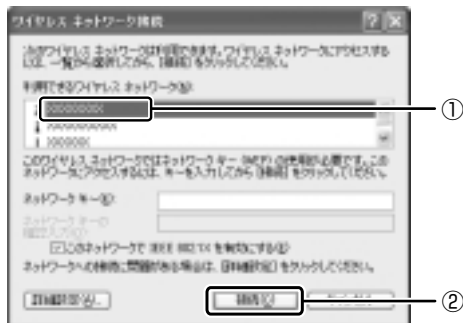 ワイヤレス ネットワーク接続
次のワイヤレス ネットワークは利用できます。ワイヤレス ネットワークにアクセスする
には、一覧から選択してから、[接続] をクリックしてください。
利用できるワイヤレス ネットワーク(W):
XXXXXXXXX
①
XXXXXXXXXX
XXXXXXX
このワイヤレス ネットワークではネットワーク キー (WEP) の使用が必要です。この
ネットワークにアクセスするには、キーを入力してから [接続] をクリックしてください。
ネットワーク キー(K):
ネットワーク キーの
確認入力(O):
このネットワークで IEEE 802.1X を有効にする(E)
ネットワークへの接続に問題がある場合は、[詳細設定] をクリックしてください。
詳細設定(A)...
接続(C)
キャンセル
②